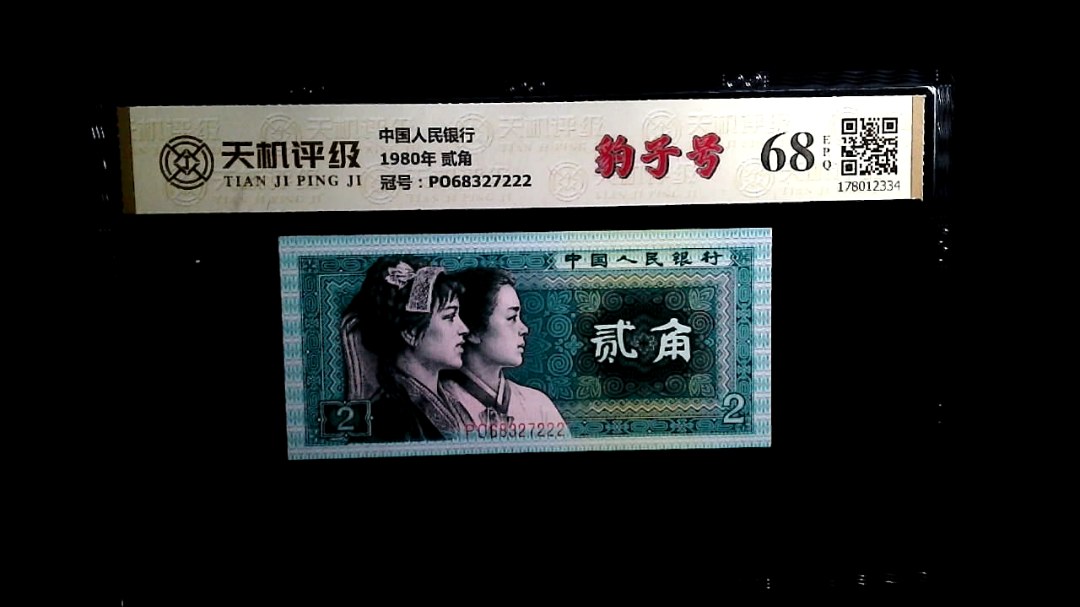 天机评级
TIAN JI PING JI
中国人民银行
1980年 贰角
冠号：PO68327222
豹子号
68
EPQ
178012334
中国人民银行
贰角
2
2
PO68327222